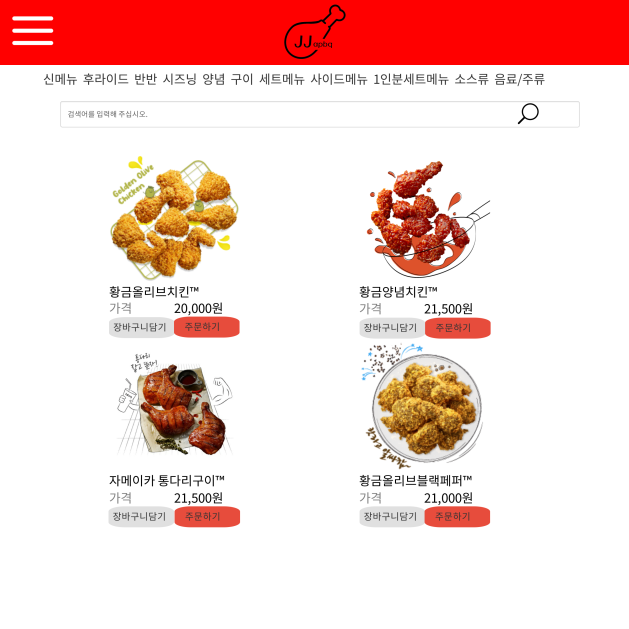 JJ
신메뉴 후라이드 반반 시즈닝 양념 구이 세트메뉴 사이드메뉴 1인분세트메뉴 소스류 음료/주류
검색어를 입력해 주십시오.
Golden Olive
Chicken
황금올리브치킨™
가격 20,000원
장바구니담기 주문하기
황금양념치킨™
가격 21,500원
장바구니담기 주문하기
자메이카 통다리구이™
가격 21,500원
장바구니담기 주문하기
황금올리브블랙페퍼™
가격 21,000원
장바구니담기 주문하기